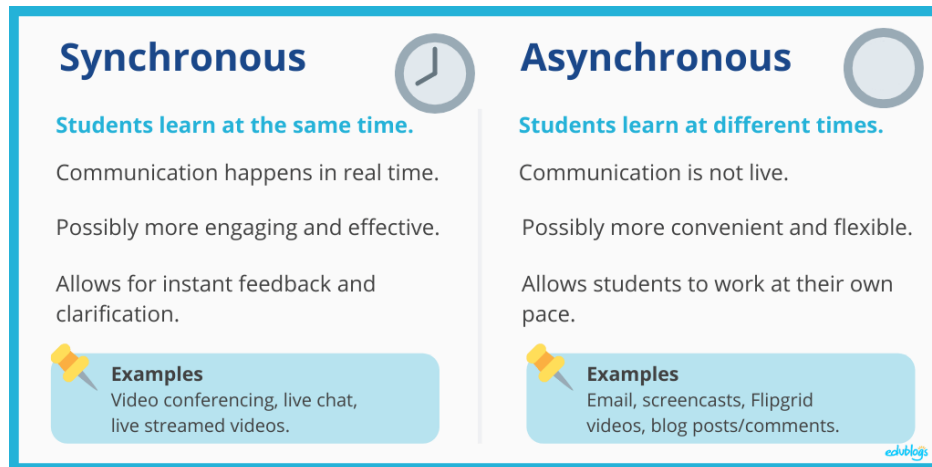 Synchronous
Students learn at the same time.
Communication happens in real time.
Possibly more engaging and effective.
Allows for instant feedback and
clarification.
Examples
Video conferencing, live chat,
live streamed videos.
Asynchronous
Students learn at different times.
Communication is not live.
Possibly more convenient and flexible.
Allows students to work at their own
pace.
Examples
Email, screencasts, Flipgrid
videos, blog posts/comments.
edublogs